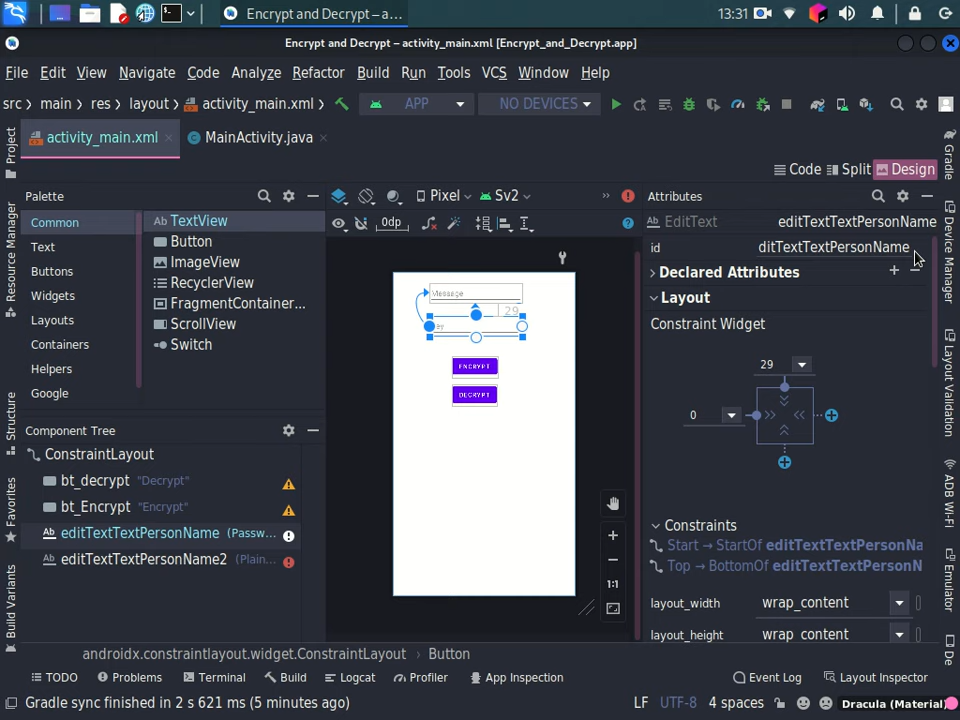 Encrypt and Decrypt – a...
13:31
Encrypt and Decrypt – activity_main.xml [Encrypt_and_Decrypt.app]
File Edit View Navigate Code Analyze Refactor Build Run Tools VCS Window Help
src main res layout activity_main.xml APP NO DEVICES
activity_main.xml MainActivity.java
Code Split Design
Palette
Common
Text
Buttons
Widgets
Layouts
Containers
Helpers
Google
Ab TextView
Button
ImageView
RecyclerView
FragmentContainer...
ScrollView
Switch
Component Tree
ConstraintLayout
bt_decrypt "Decrypt"
bt_Encrypt "Encrypt"
Ab editTextTextPersonName (Passw...
Ab editTextTextPersonName2 (Plain...
Pixel Sv2
0dp
Message
29
ENCRYPT
DECRYPT
1:1
Attributes
Ab EditText editTextTextPersonName
id ditTextTextPersonName
Declared Attributes
Layout
Constraint Widget
29
0
Constraints
Start → StartOf editTextTextPersonNa
Top → BottomOf editTextTextPersonN
layout_width wrap_content
layout_height wrap_content
Project
Resource Manager
Structure
Favorites
Build Variants
Gradle
Device Manager
Layout Validation
ADB Wi-Fi
Emulator
De
androidx.constraintlayout.widget.ConstraintLayout Button
TODO Problems Terminal Build Logcat Profiler App Inspection Event Log Layout Inspector
Gradle sync finished in 2 s 621 ms (5 minutes ago) LF UTF-8 4 spaces Dracula (Material)